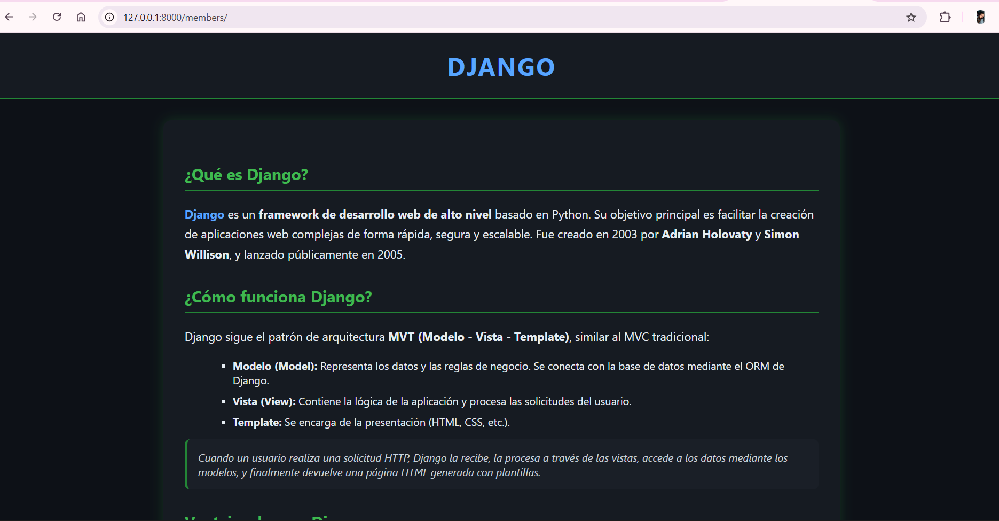 127.0.0.1:8000/members/
DJANGO
¿Qué es Django?
Django es un framework de desarrollo web de alto nivel basado en Python. Su objetivo principal es facilitar la creación
de aplicaciones web complejas de forma rápida, segura y escalable. Fue creado en 2003 por Adrian Holovaty y Simon
Willison, y lanzado públicamente en 2005.
¿Cómo funciona Django?
Django sigue el patrón de arquitectura MVT (Modelo - Vista - Template), similar al MVC tradicional:
Modelo (Model): Representa los datos y las reglas de negocio. Se conecta con la base de datos mediante el ORM de
Django.
Vista (View): Contiene la lógica de la aplicación y procesa las solicitudes del usuario.
Template: Se encarga de la presentación (HTML, CSS, etc.).
Cuando un usuario realiza una solicitud HTTP, Django la recibe, la procesa a través de las vistas, accede a los datos mediante los
modelos, y finalmente devuelve una página HTML generada con plantillas.